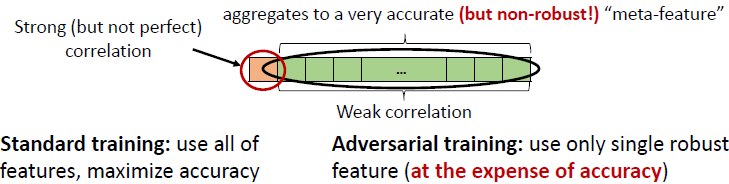 aggregates to a very accurate (but non-robust!) “meta-feature”
Strong (but not perfect)
correlation
...
Weak correlation
Standard training: use all of
features, maximize accuracy
Adversarial training: use only single robust
feature (at the expense of accuracy)